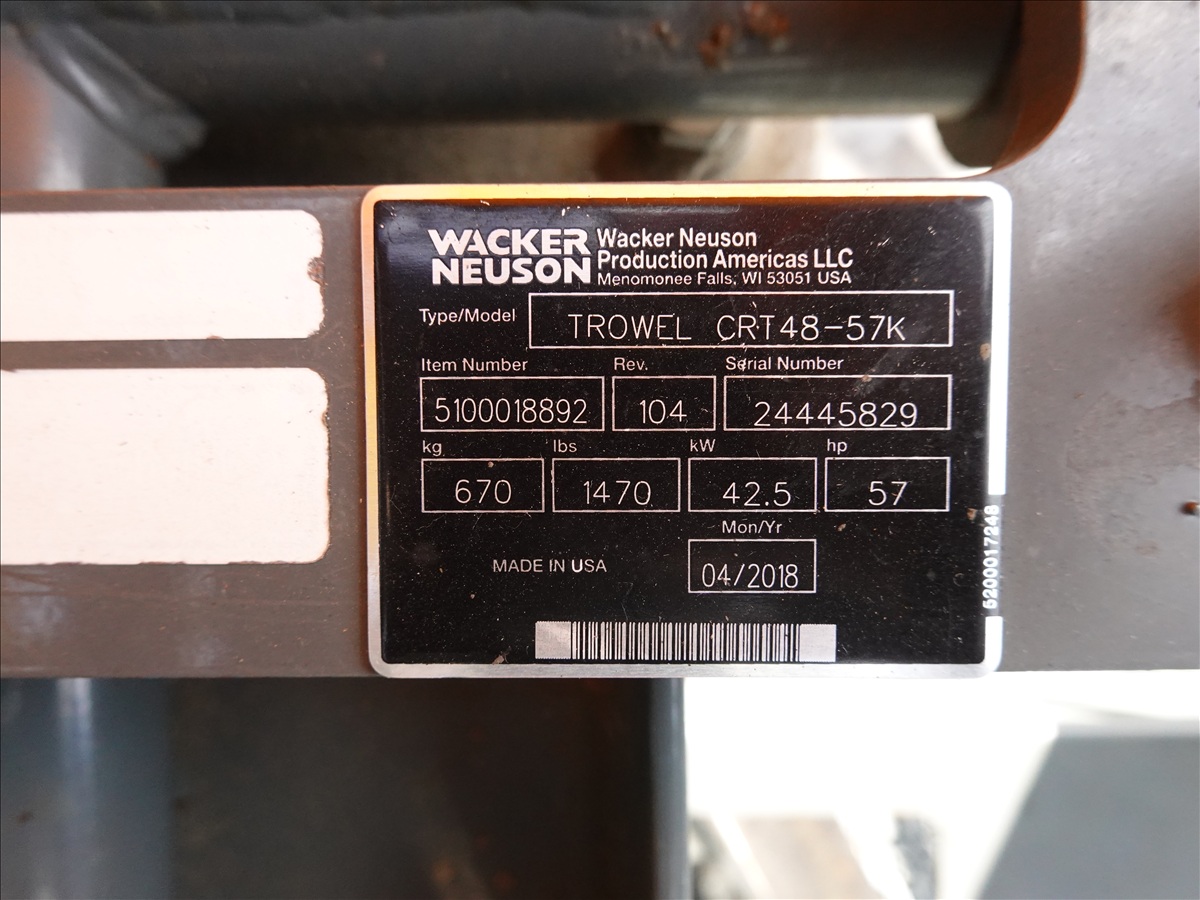 WACKER
NEUSON
Wacker Neuson
Production Americas LLC
Menomonee Falls, WI 53051 USA
Type/Model TROWEL CRT48-57K
Item Number Rev. Serial Number
5100018892 104 24445829
kg lbs kW hp
670 1470 42.5 57
Mon/Yr
MADE IN USA 04/2018
5200017248